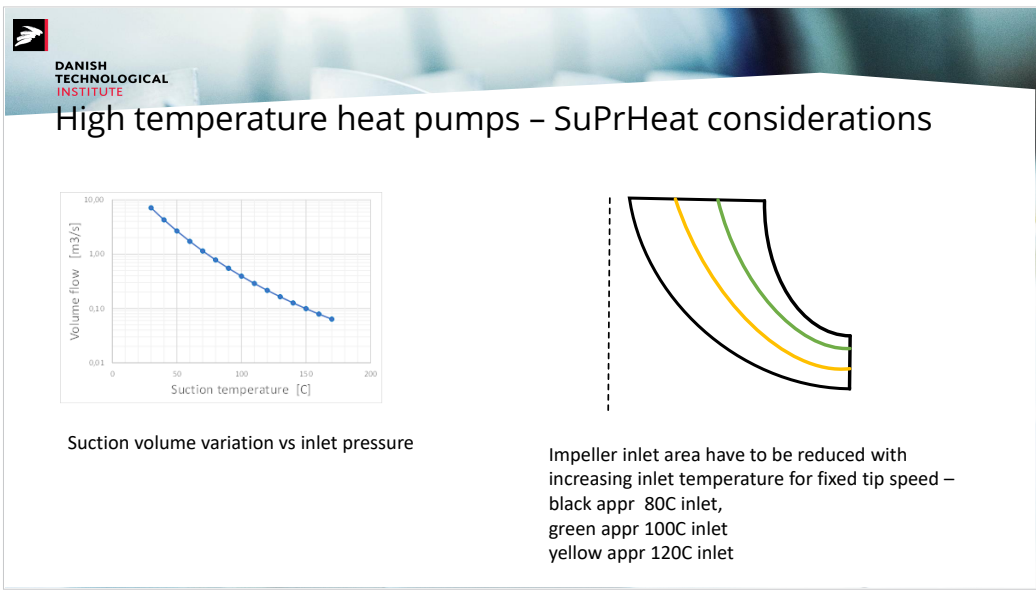 DANISH
TECHNOLOGICAL
INSTITUTE
High temperature heat pumps – SuPrHeat considerations
10,00
1,00
0,10
0,01
Volume flow [m3/s]
0
50
100
150
200
Suction temperature [C]
Suction volume variation vs inlet pressure
Impeller inlet area have to be reduced with
increasing inlet temperature for fixed tip speed –
black appr 80C inlet,
green appr 100C inlet
yellow appr 120C inlet